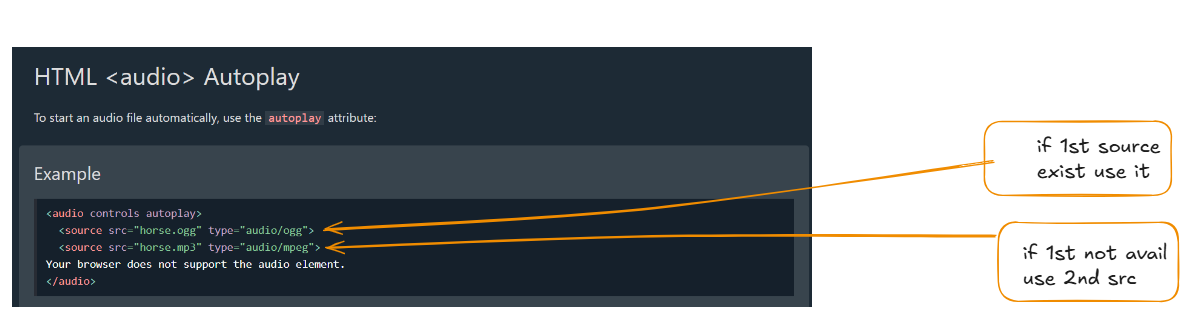 HTML <audio> Autoplay
To start an audio file automatically, use the autoplay attribute:
Example
<audio controls autoplay>
  <source src="horse.ogg" type="audio/ogg">
  <source src="horse.mp3" type="audio/mpeg">
Your browser does not support the audio element.
</audio>
if 1st source
exist use it
if 1st not avail
use 2nd src